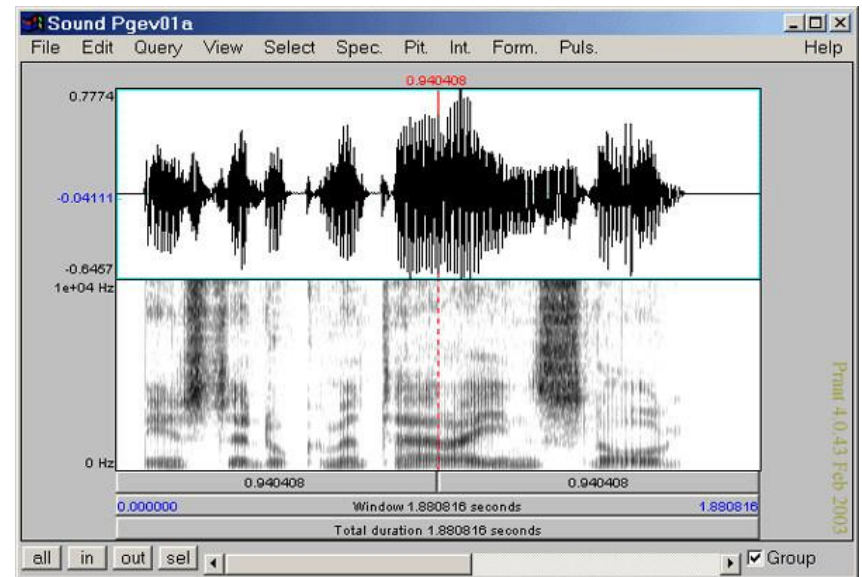 Sound Pgev01a
File Edit Query View Select Spec. Pit. Int. Form. Puls. Help
0.940408
0.7774
-0.04111
-0.6457
1e+04 Hz
0 Hz
0.940408 0.940408
0.000000 Window 1.880816 seconds 1.880816
Total duration 1.880816 seconds
all in out sel Group
Praat 4.0.43 Feb 2003